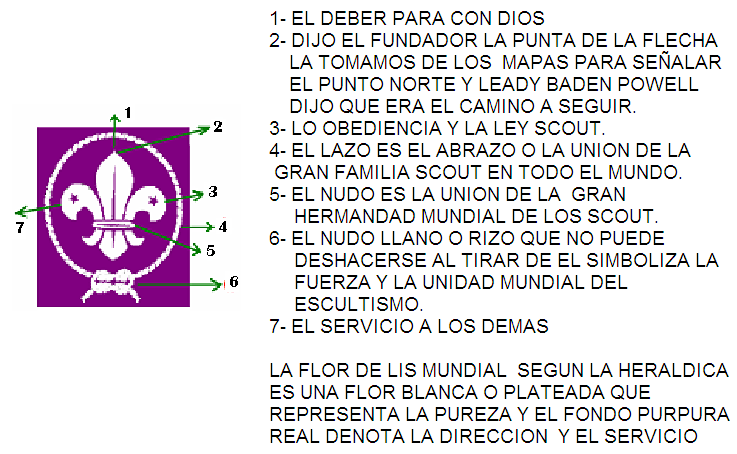 1- EL DEBER PARA CON DIOS
2- DIJO EL FUNDADOR LA PUNTA DE LA FLECHA
LA TOMAMOS DE LOS MAPAS PARA SEÑALAR
EL PUNTO NORTE Y LEADY BADEN POWELL
DIJO QUE ERA EL CAMINO A SEGUIR.
3- LO OBEDIENCIA Y LA LEY SCOUT.
4- EL LAZO ES EL ABRAZO O LA UNION DE LA
GRAN FAMILIA SCOUT EN TODO EL MUNDO.
5- EL NUDO ES LA UNION DE LA GRAN
HERMANDAD MUNDIAL DE LOS SCOUT.
6- EL NUDO LLANO O RIZO QUE NO PUEDE
DESHACERSE AL TIRAR DE EL SIMBOLIZA LA
FUERZA Y LA UNIDAD MUNDIAL DEL
ESCULTISMO.
7- EL SERVICIO A LOS DEMAS
LA FLOR DE LIS MUNDIAL SEGUN LA HERALDICA
ES UNA FLOR BLANCA O PLATEADA QUE
REPRESENTA LA PUREZA Y EL FONDO PURPURA
REAL DENOTA LA DIRECCION Y EL SERVICIO
1
2
3
4
5
6
7